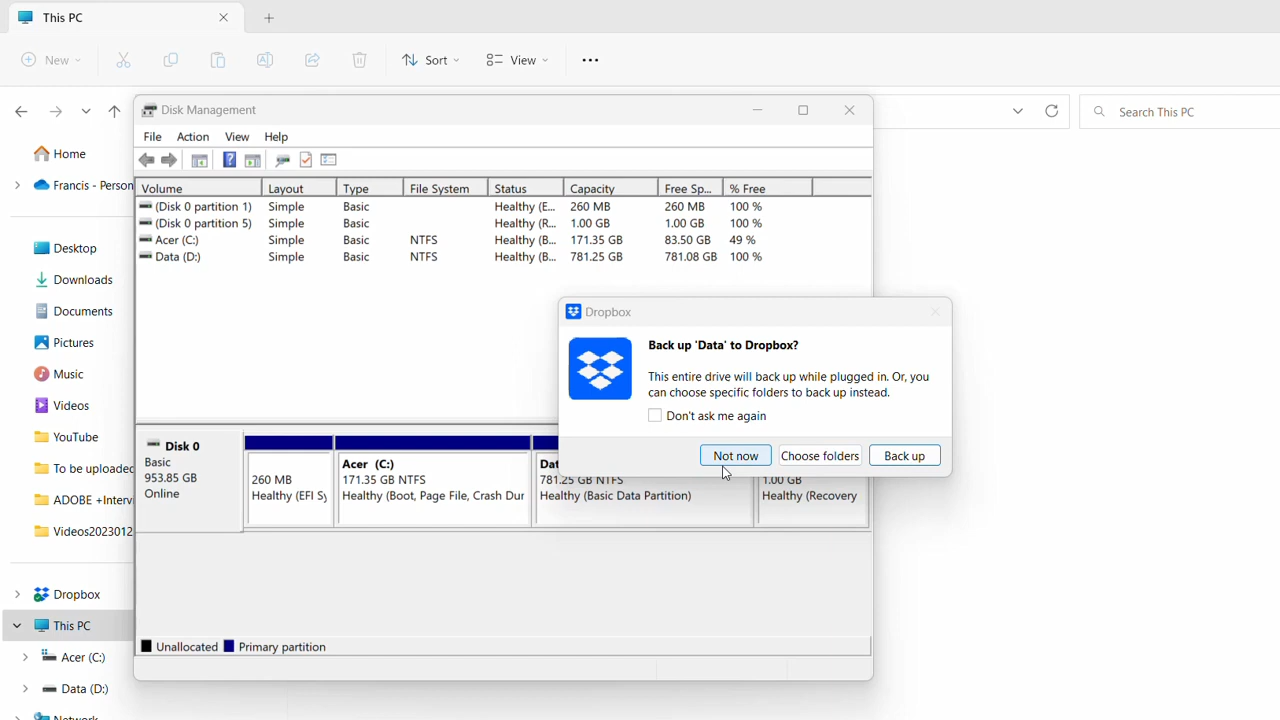 This PC
New
Sort
View
Search This PC
Home
Francis - Person
Desktop
Downloads
Documents
Pictures
Music
Videos
YouTube
To be uploaded
ADOBE +Interv
Videos2023012
Dropbox
This PC
Acer (C:)
Data (D:)
Network
Disk Management
File Action View Help
Volume Layout Type File System Status Capacity Free Sp... % Free
(Disk 0 partition 1) Simple Basic Healthy (E... 260 MB 260 MB 100 %
(Disk 0 partition 5) Simple Basic Healthy (R... 1.00 GB 1.00 GB 100 %
Acer (C:) Simple Basic NTFS Healthy (B... 171.35 GB 83.50 GB 49 %
Data (D:) Simple Basic NTFS Healthy (B... 781.25 GB 781.08 GB 100 %
Disk 0
Basic
953.85 GB
Online
260 MB
Healthy (EFI Sy
Acer (C:)
171.35 GB NTFS
Healthy (Boot, Page File, Crash Dur
Dat
781.25 GB NTFS
Healthy (Basic Data Partition)
1.00 GB
Healthy (Recovery
Unallocated Primary partition
Dropbox
Back up 'Data' to Dropbox?
This entire drive will back up while plugged in. Or, you
can choose specific folders to back up instead.
Don't ask me again
Not now Choose folders Back up